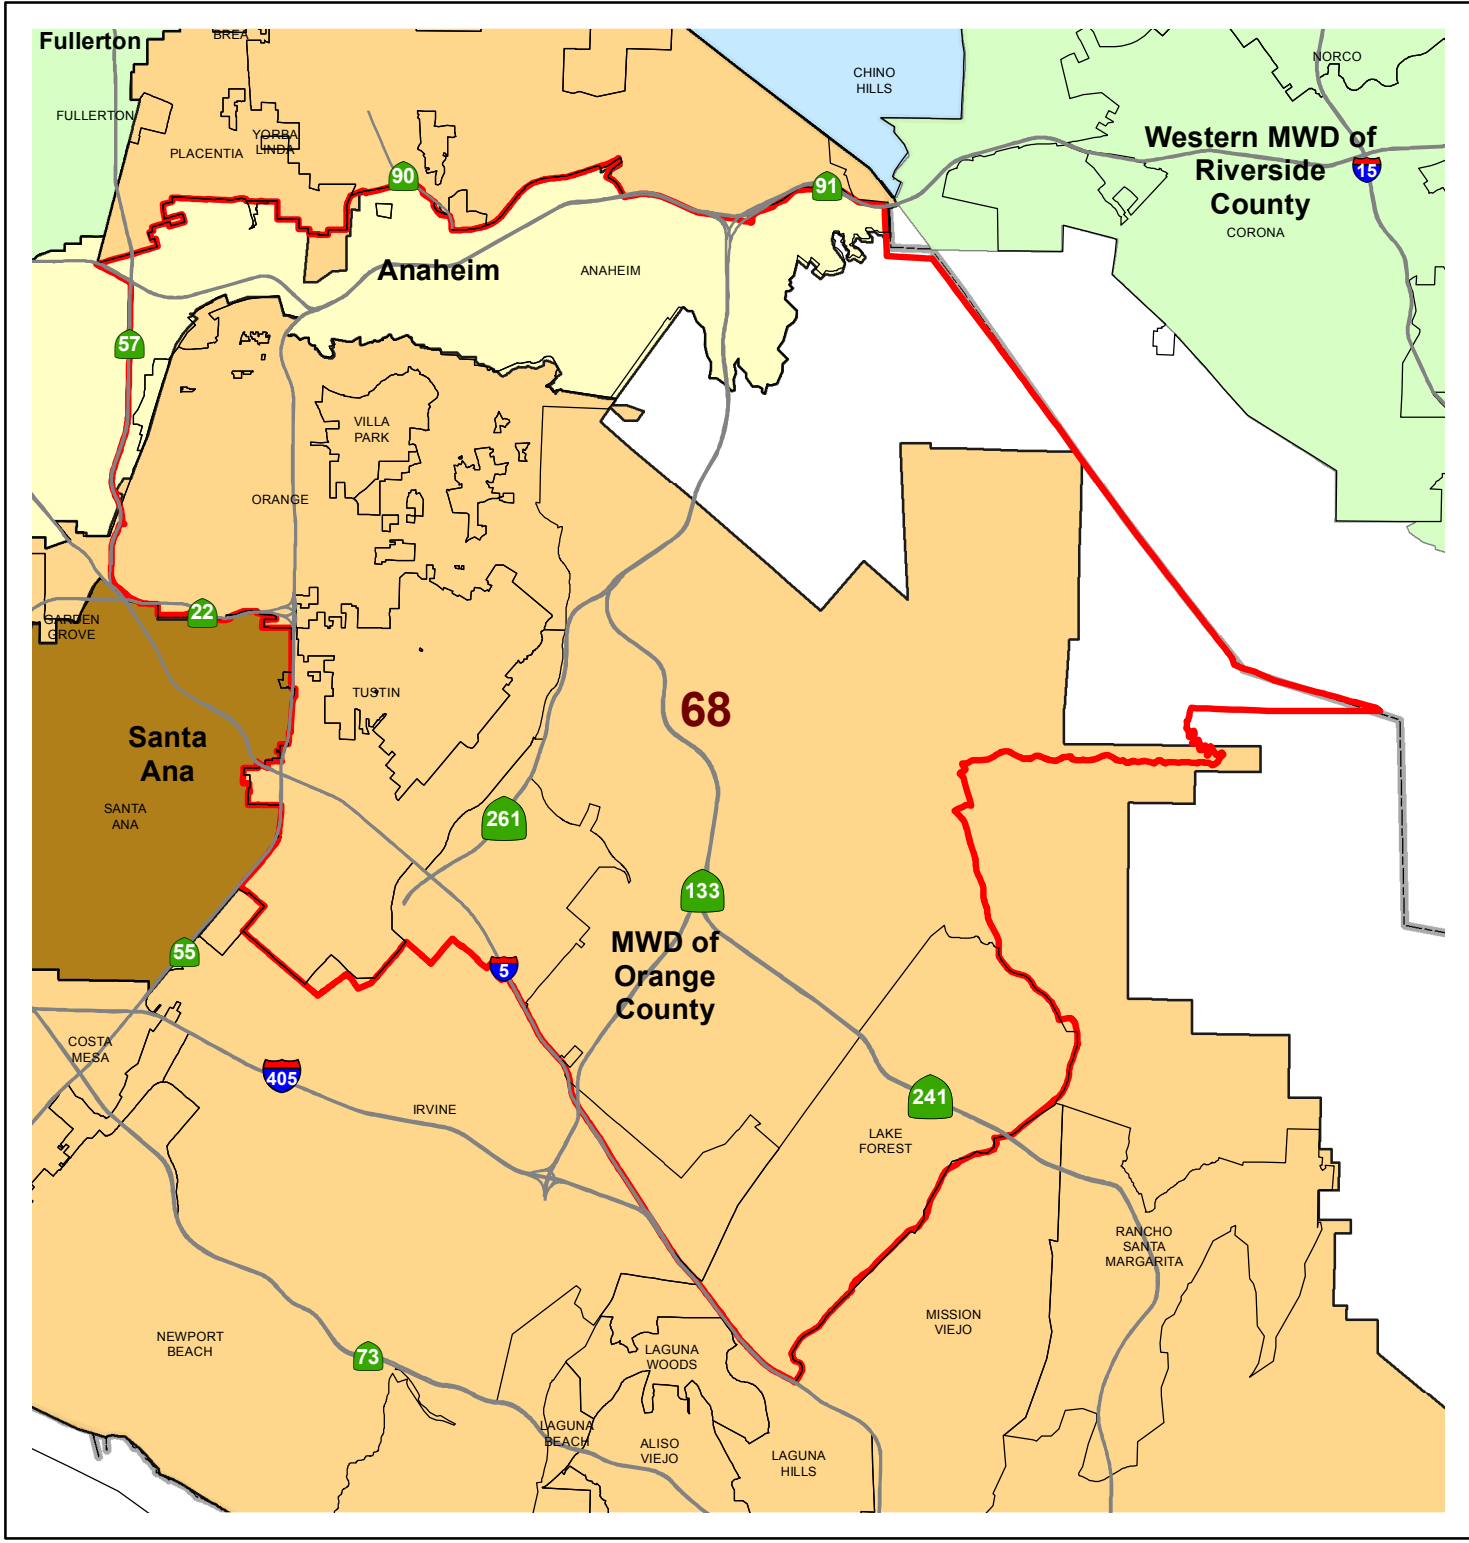 Fullerton
BREA
CHINO
HILLS
NORCO
FULLERTON
YORBA
LINDA
PLACENTIA
Western MWD of
Riverside
County
15
90
91
CORONA
Anaheim
ANAHEIM
57
VILLA
PARK
ORANGE
22
GARDEN
GROVE
TUSTIN
68
Santa
Ana
SANTA
ANA
261
133
MWD of
Orange
County
55
5
COSTA
MESA
405
IRVINE
241
LAKE
FOREST
RANCHO
SANTA
MARGARITA
MISSION
VIEJO
NEWPORT
BEACH
73
LAGUNA
WOODS
LAGUNA
BEACH
ALISO
VIEJO
LAGUNA
HILLS